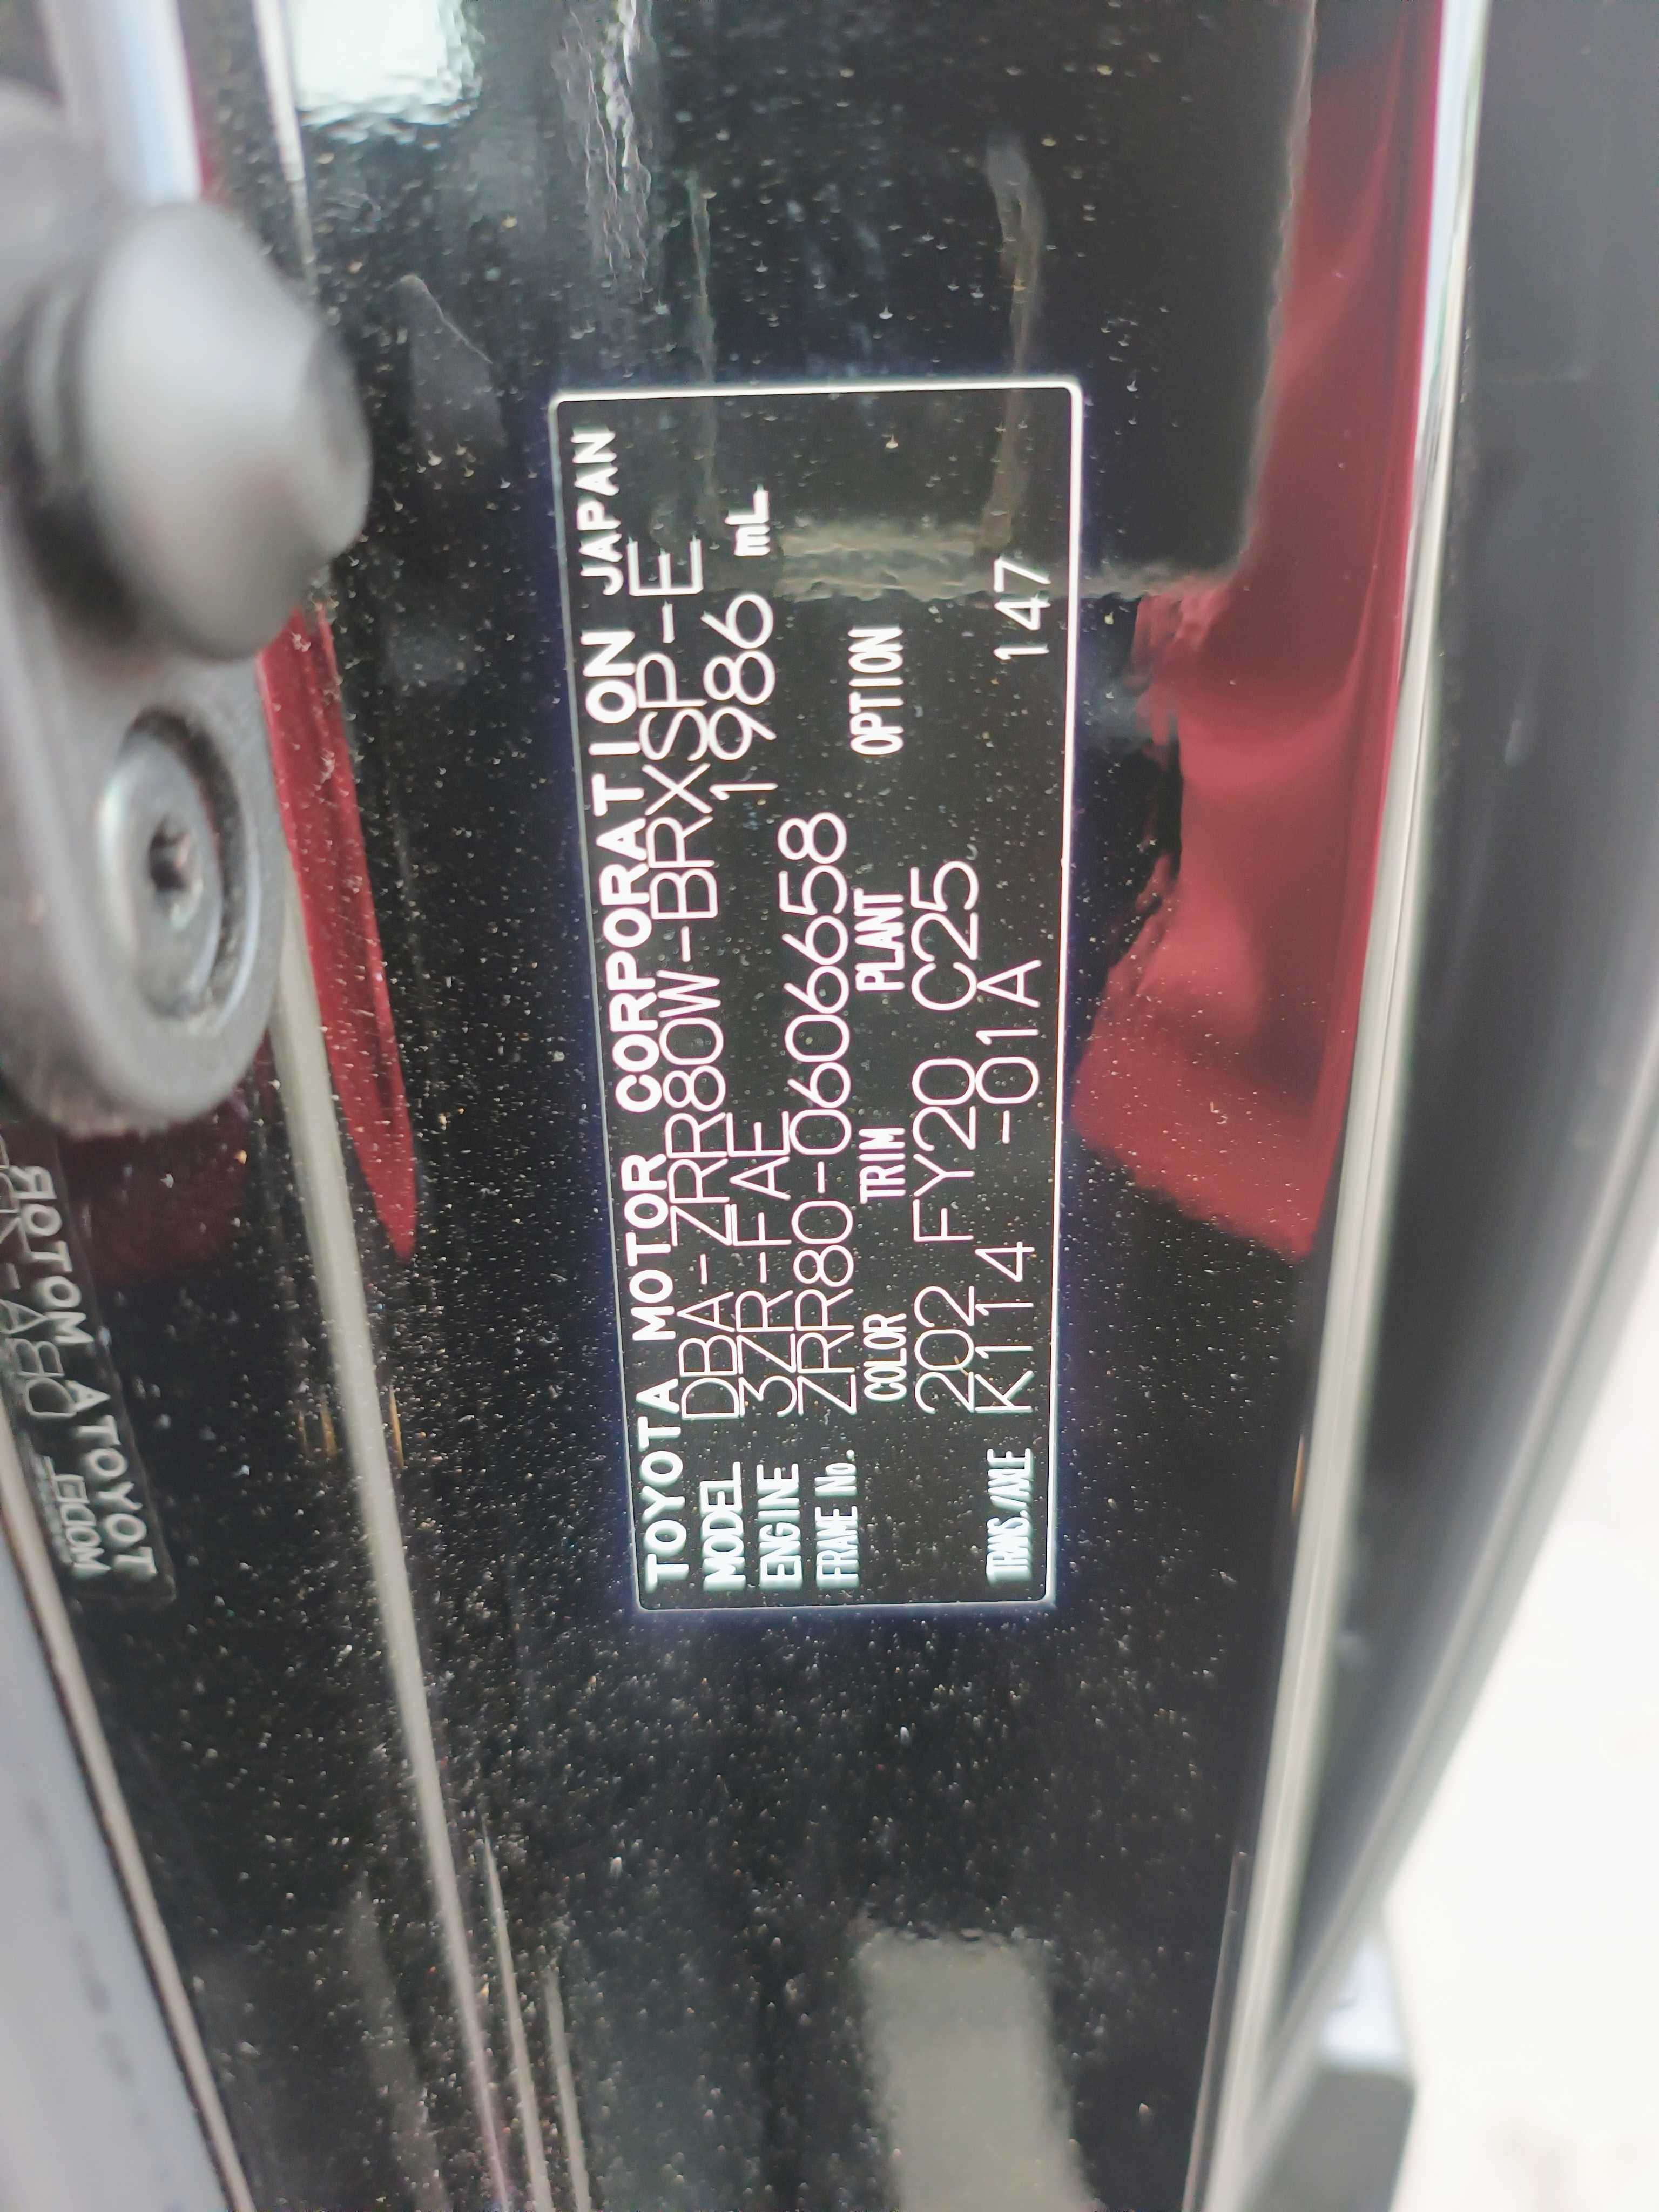 TOYOTA MOTOR CORPORATION JAPAN
MODEL DBA-ZRR80W-BRXSP-E
ENGINE 3ZR-FAE 1986 mL
FRAME No. ZRR80-0606658
COLOR TRIM PLANT OPTION
202 FY20 C25
TRANS./AXLE K114 -01A 147